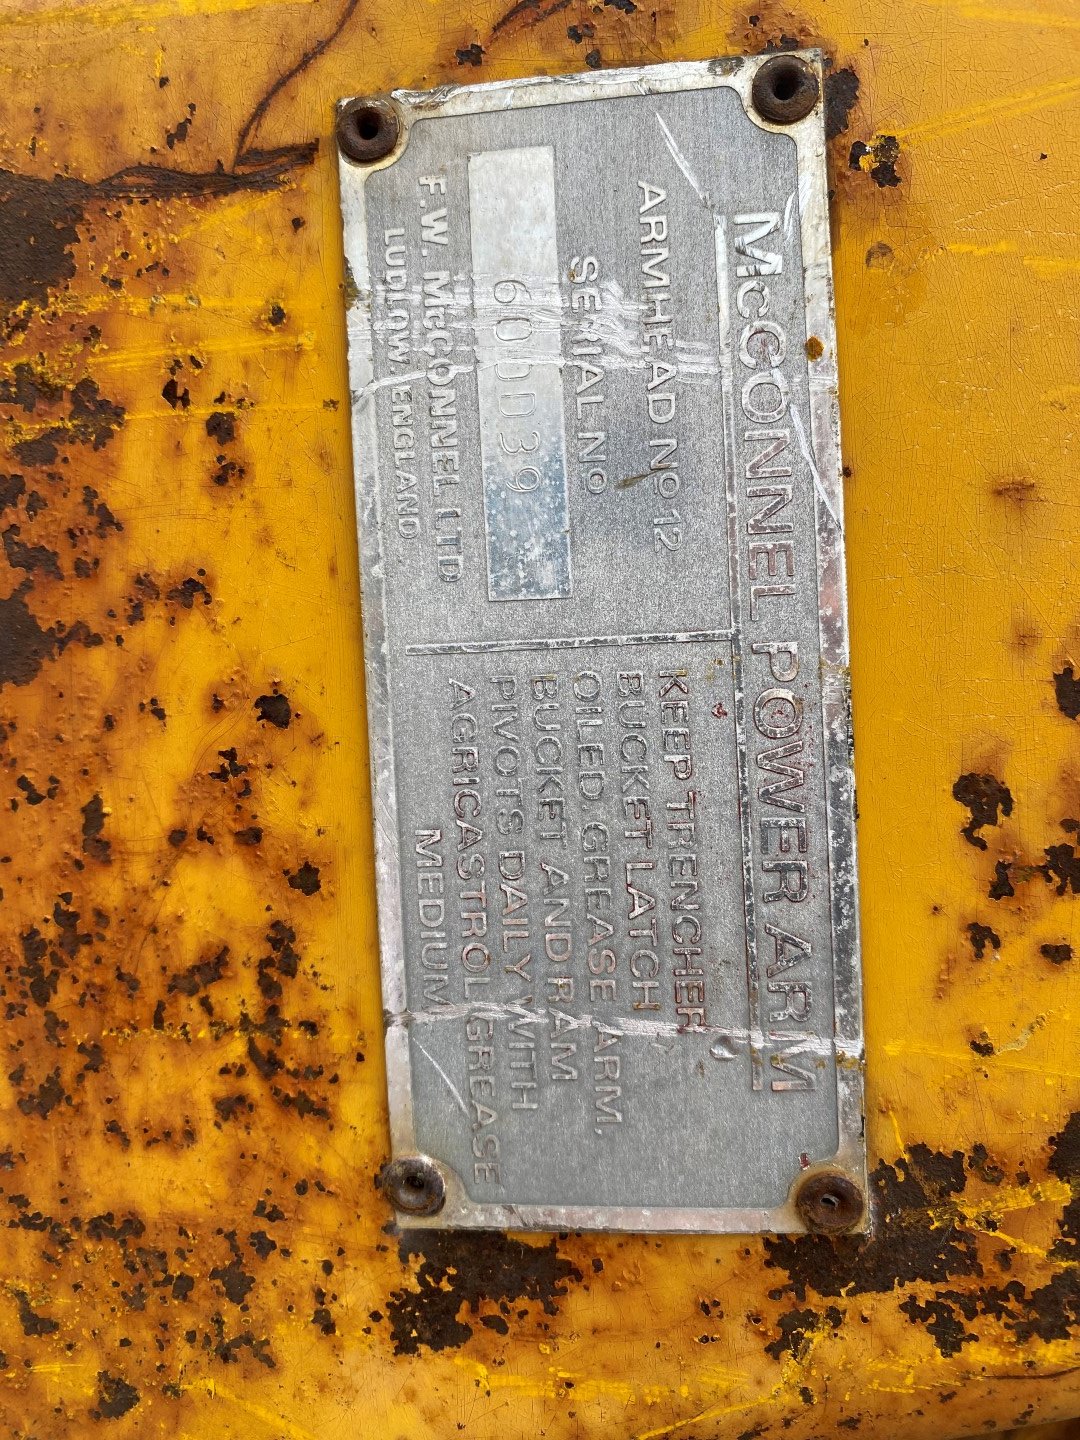 McCONNEL POWER ARM
ARMHEAD Nº 12
SERIAL Nº
F.W. McCONNEL LTD
LUDLOW. ENGLAND.
KEEP TRENCHER
BUCKET LATCH
OILED. GREASE ARM,
BUCKET AND RAM
PIVOTS DAILY WITH
AGRICASTROL GREASE
MEDIUM